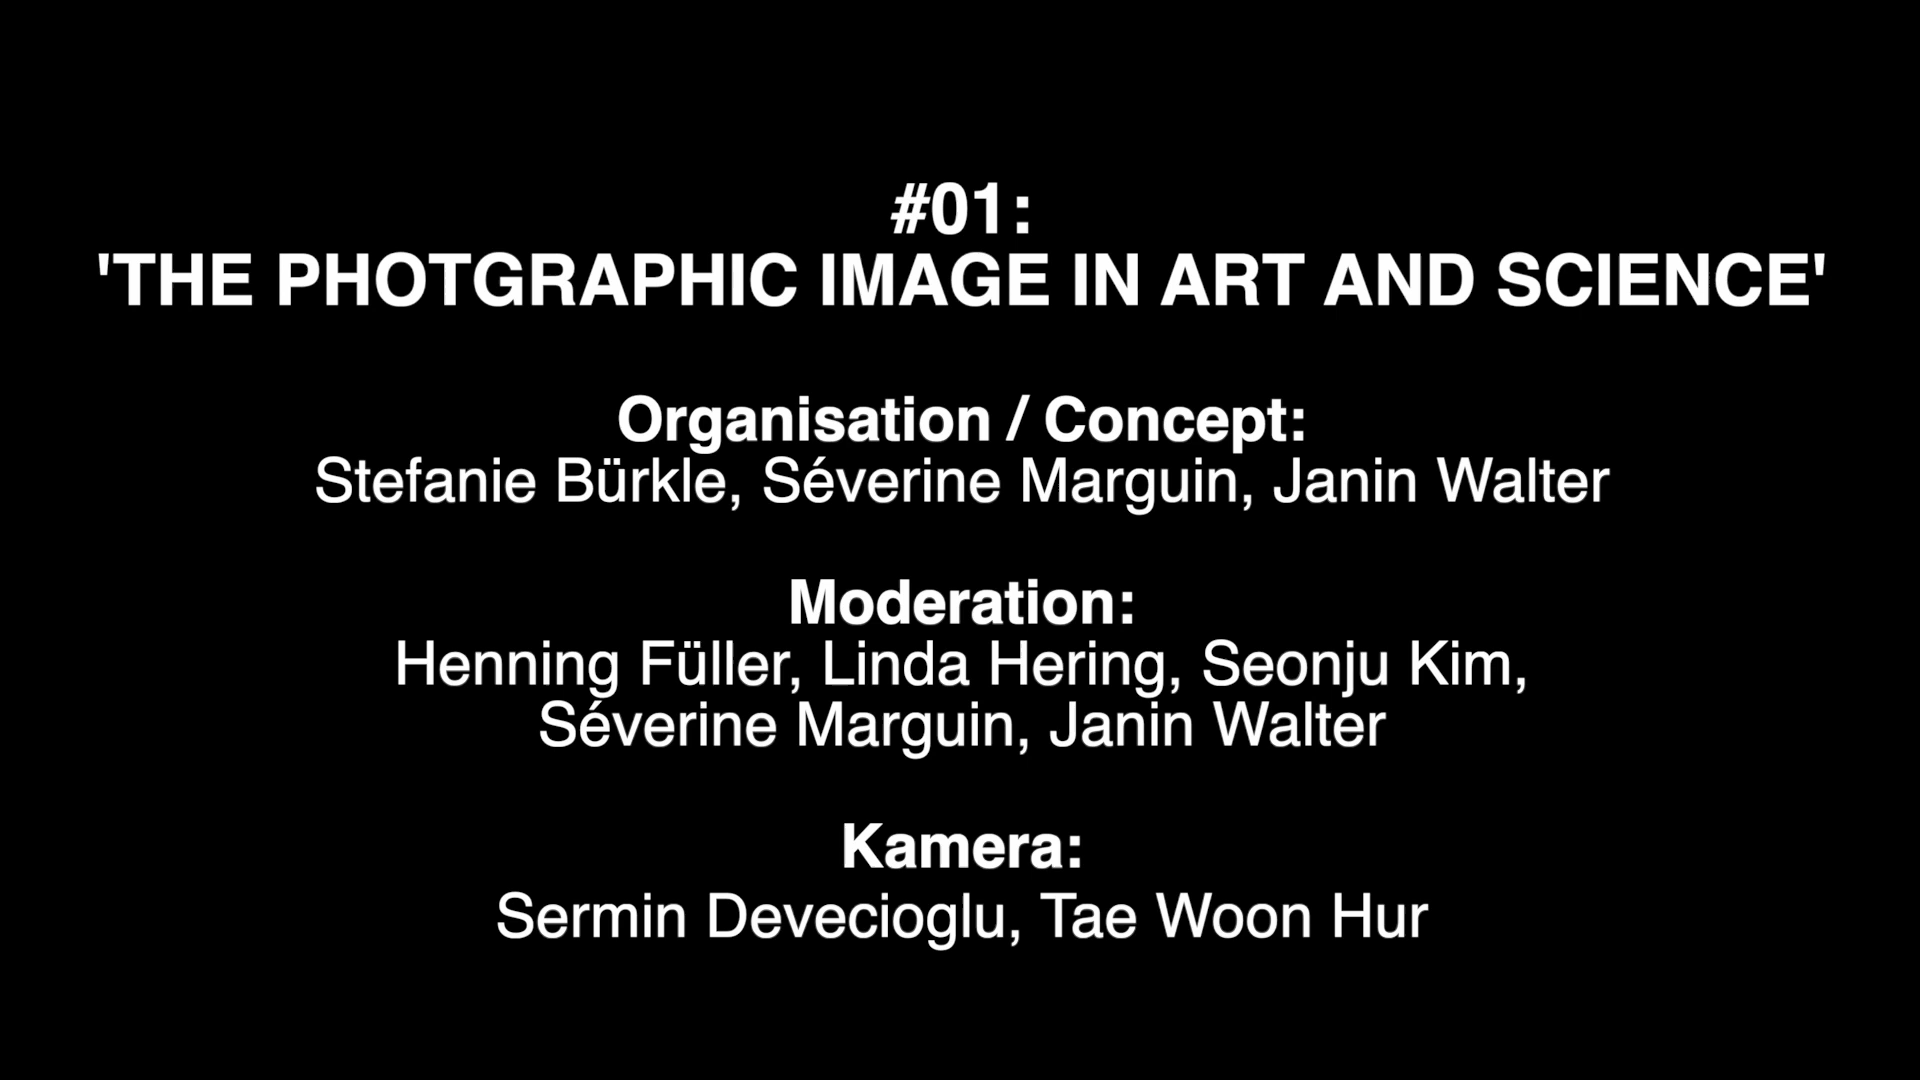 #01:
'THE PHOTGRAPHIC IMAGE IN ART AND SCIENCE'
Organisation / Concept:
Stefanie Bürkle, Séverine Marguin, Janin Walter
Moderation:
Henning Füller, Linda Hering, Seonju Kim,
Séverine Marguin, Janin Walter
Kamera:
Sermin Devecioglu, Tae Woon Hur